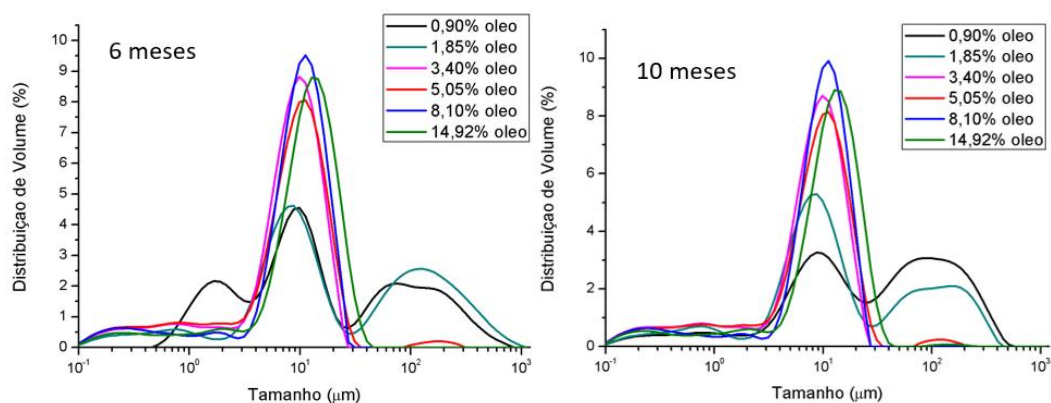 6 meses
0,90% oleo
1,85% oleo
3,40% oleo
5,05% oleo
8,10% oleo
14,92% oleo
Distribuiçao de Volume (%)
10
9
8
7
6
5
4
3
2
1
0
10⁻¹
10⁰
10¹
10²
10³
Tamanho (μm)
10 meses
0,90% oleo
1,85% oleo
3,40% oleo
5,05% oleo
8,10% oleo
14,92% oleo
Distribuiçao de Volume (%)
10
8
6
4
2
0
10⁻¹
10⁰
10¹
10²
10³
Tamanho (μm)